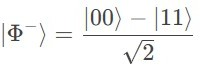 |Φ⁻⟩ = (|00⟩ − |11⟩) / √2